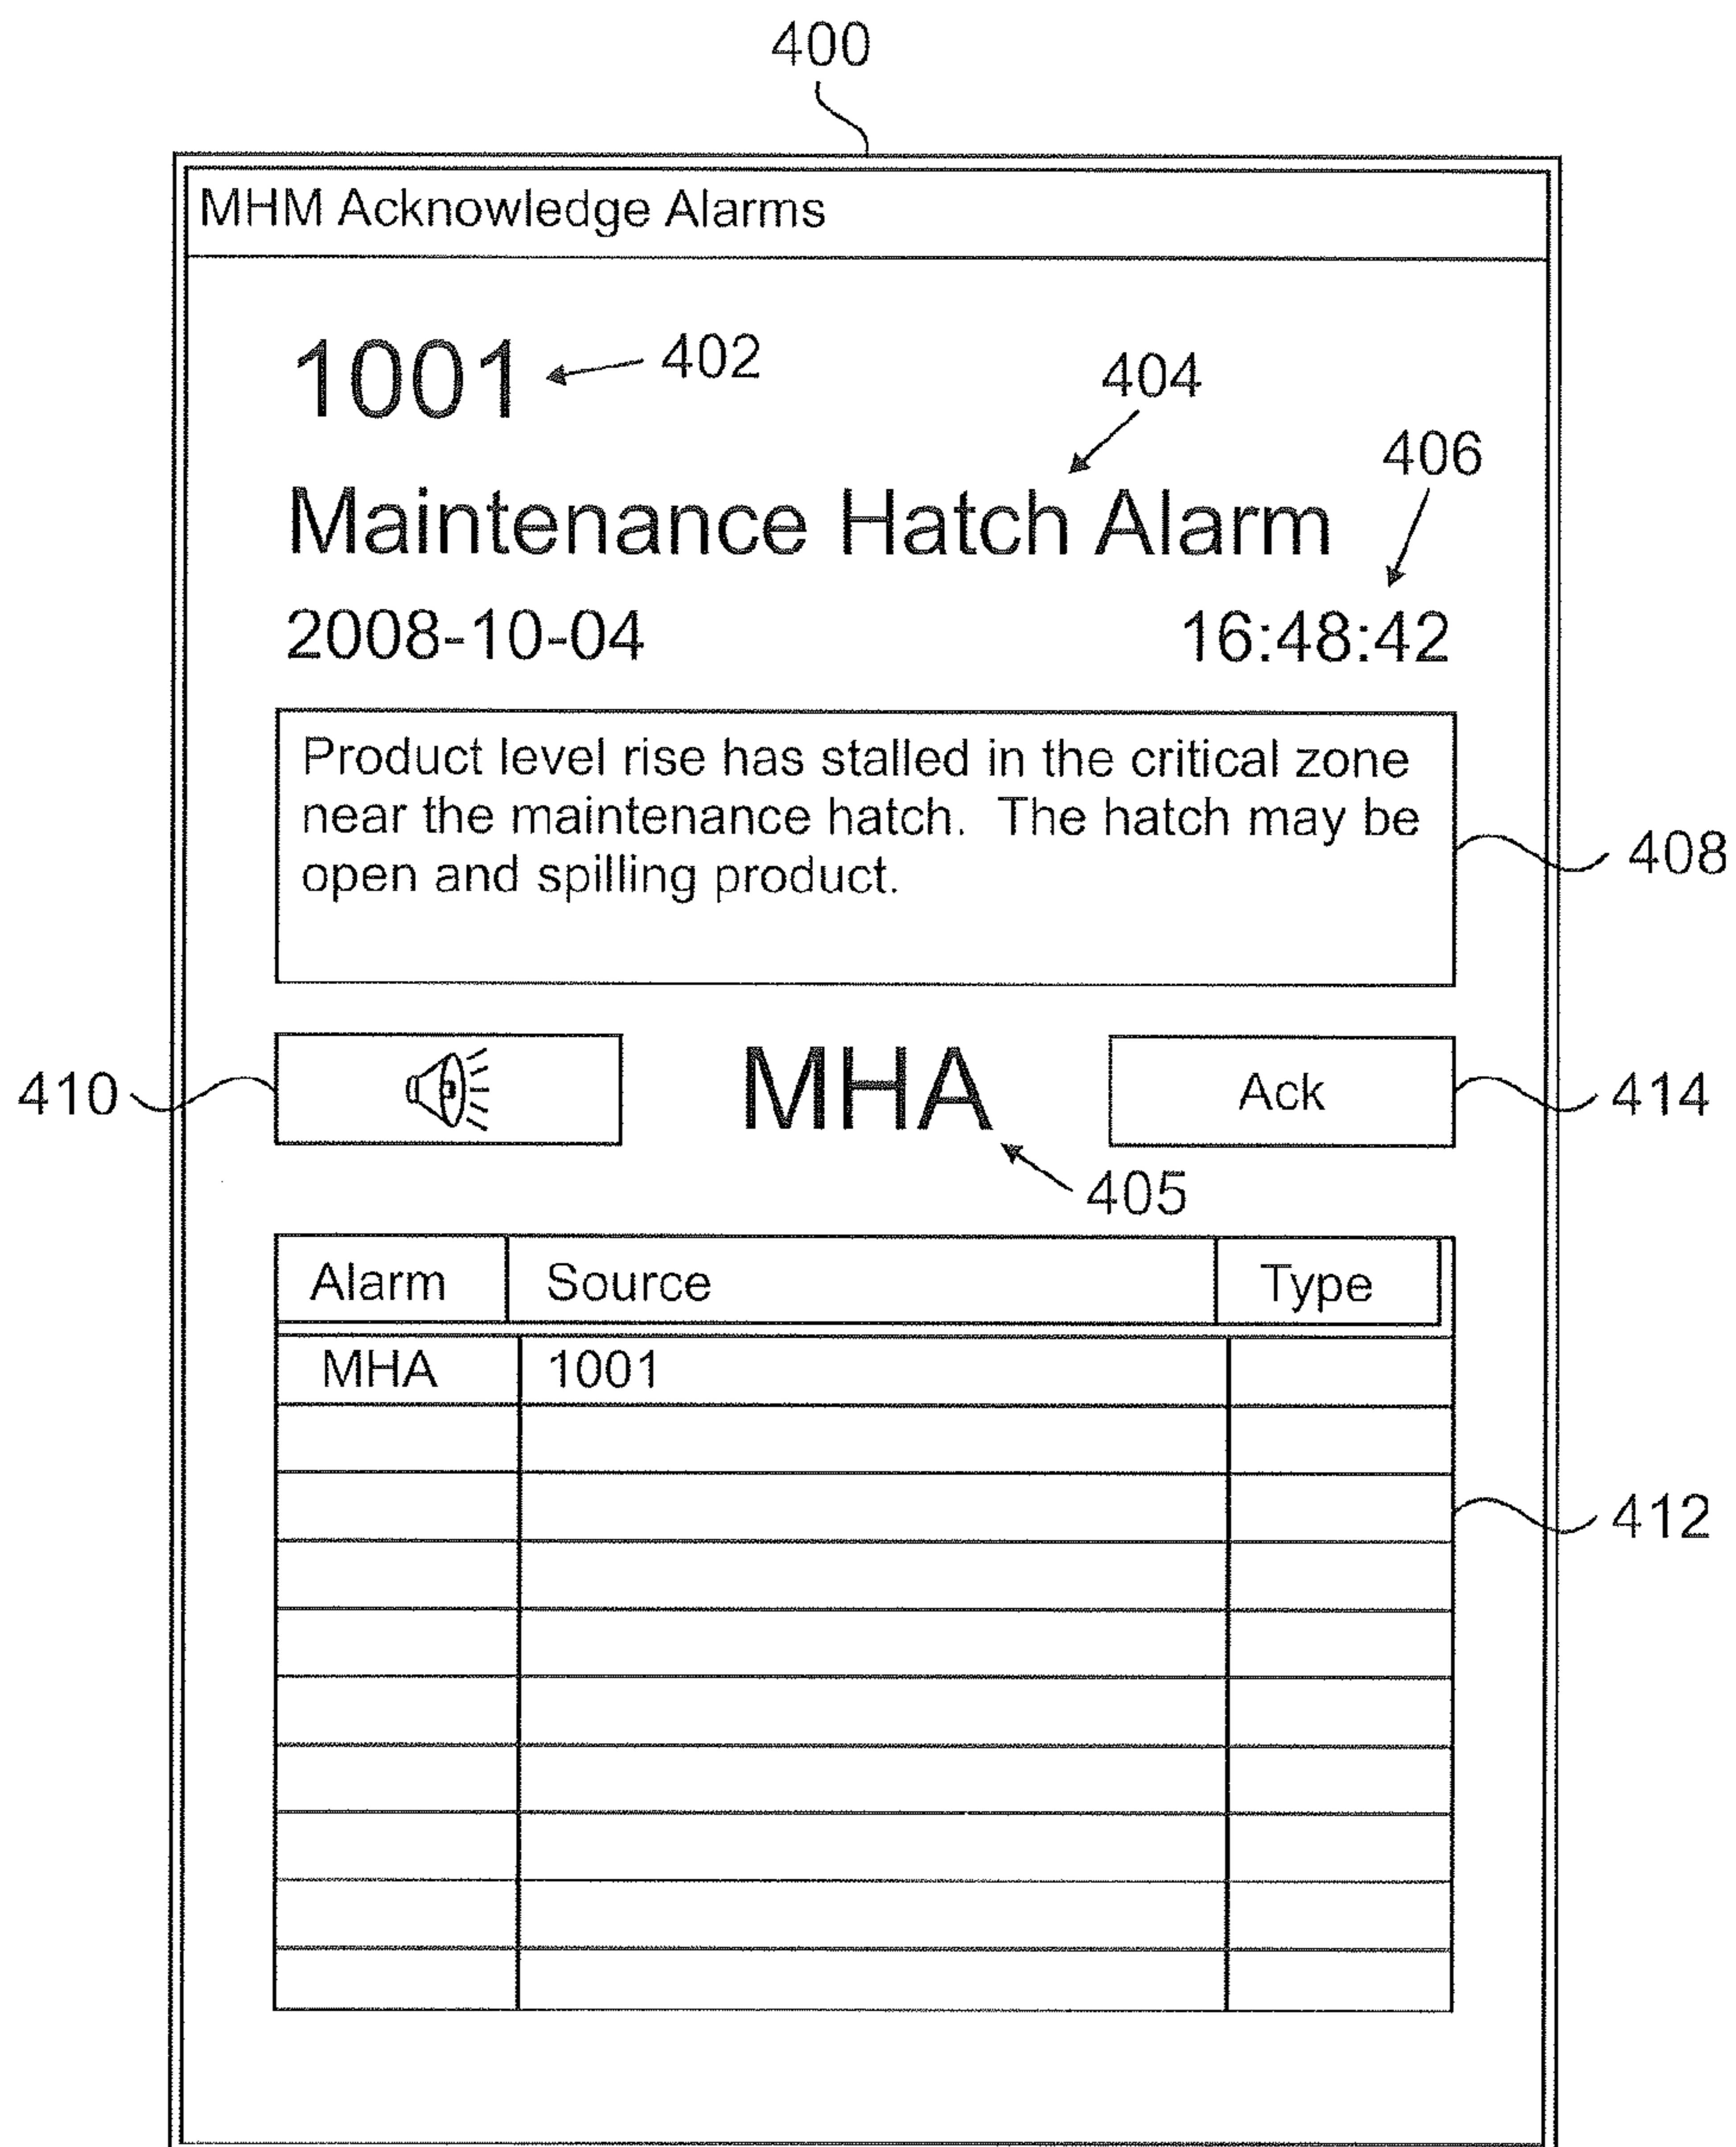 400
MHM Acknowledge Alarms
1001 402
404
406
Maintenance Hatch Alarm
2008-10-04 16:48:42
Product level rise has stalled in the critical zone
near the maintenance hatch. The hatch may be
open and spilling product.
408
410 MHA Ack 414
405
Alarm Source Type
MHA 1001
412